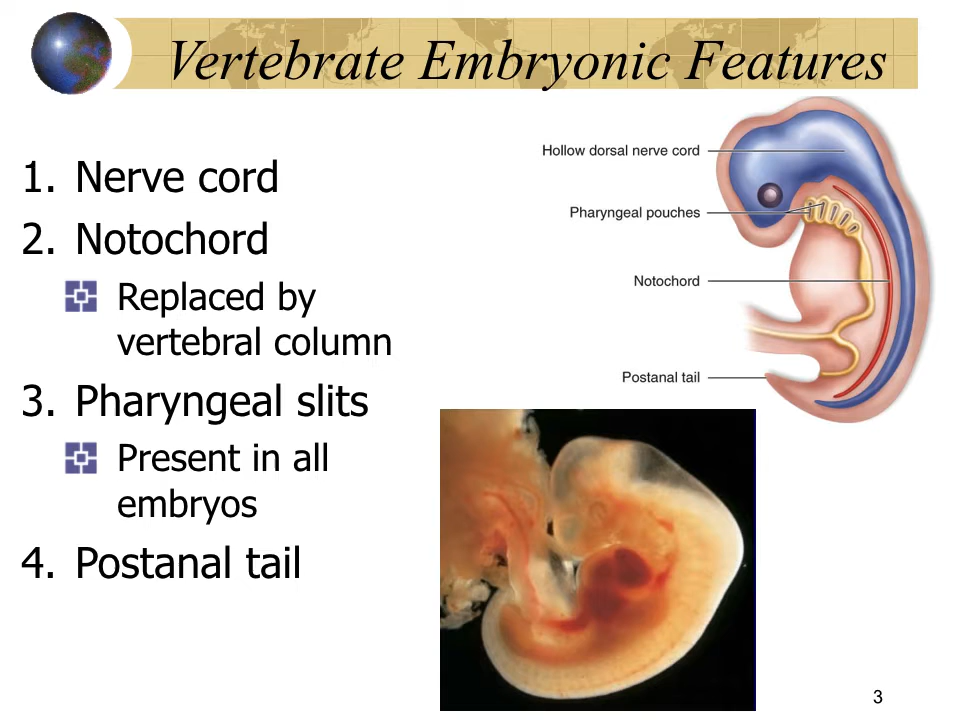 Vertebrate Embryonic Features
1. Nerve cord
2. Notochord
Replaced by
vertebral column
3. Pharyngeal slits
Present in all
embryos
4. Postanal tail
Hollow dorsal nerve cord
Pharyngeal pouches
Notochord
Postanal tail
3